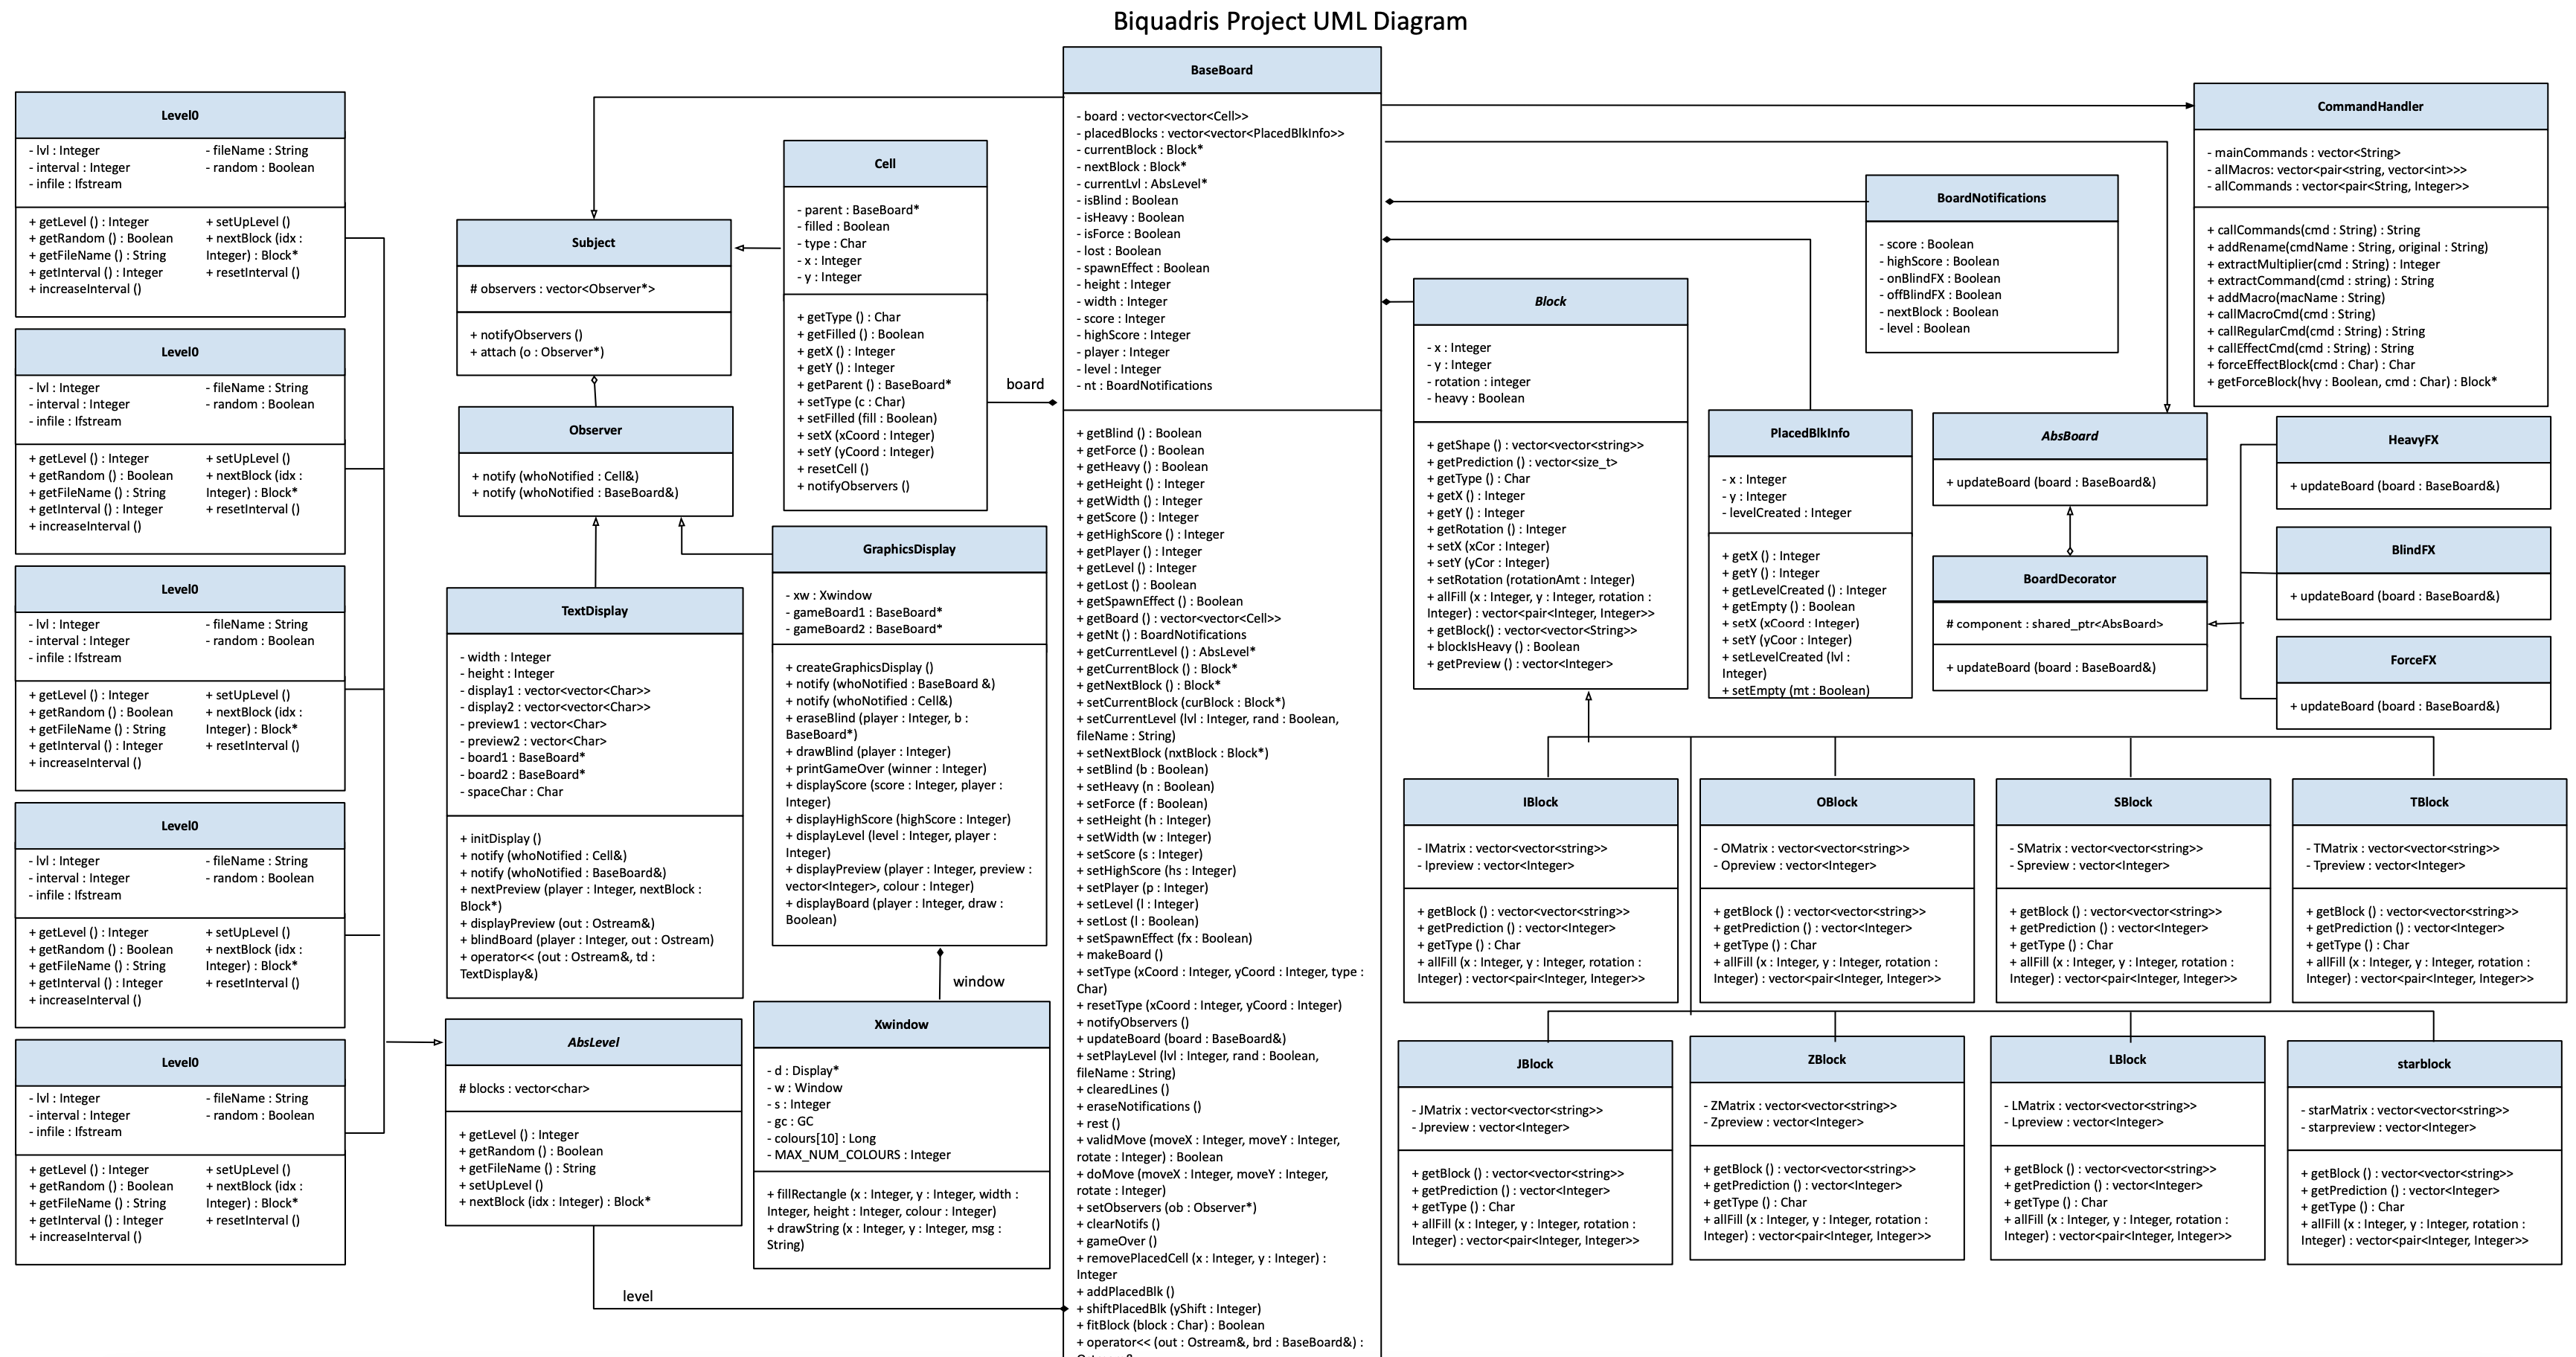 Biquadris Project UML Diagram
Level0
- lvl : Integer
- interval : Integer
- infile : Ifstream
- fileName : String
- random : Boolean
+ getLevel () : Integer
+ getRandom () : Boolean
+ getFileName () : String
+ getInterval () : Integer
+ increaseInterval ()
+ setUpLevel ()
+ nextBlock (idx :
Integer) : Block*
+ resetInterval ()
Level0
- lvl : Integer
- interval : Integer
- infile : Ifstream
- fileName : String
- random : Boolean
+ getLevel () : Integer
+ getRandom () : Boolean
+ getFileName () : String
+ getInterval () : Integer
+ increaseInterval ()
+ setUpLevel ()
+ nextBlock (idx :
Integer) : Block*
+ resetInterval ()
Level0
- lvl : Integer
- interval : Integer
- infile : Ifstream
- fileName : String
- random : Boolean
+ getLevel () : Integer
+ getRandom () : Boolean
+ getFileName () : String
+ getInterval () : Integer
+ increaseInterval ()
+ setUpLevel ()
+ nextBlock (idx :
Integer) : Block*
+ resetInterval ()
Level0
- lvl : Integer
- interval : Integer
- infile : Ifstream
- fileName : String
- random : Boolean
+ getLevel () : Integer
+ getRandom () : Boolean
+ getFileName () : String
+ getInterval () : Integer
+ increaseInterval ()
+ setUpLevel ()
+ nextBlock (idx :
Integer) : Block*
+ resetInterval ()
Level0
- lvl : Integer
- interval : Integer
- infile : Ifstream
- fileName : String
- random : Boolean
+ getLevel () : Integer
+ getRandom () : Boolean
+ getFileName () : String
+ getInterval () : Integer
+ increaseInterval ()
+ setUpLevel ()
+ nextBlock (idx :
Integer) : Block*
+ resetInterval ()
Subject
# observers : vector<Observer*>
+ notifyObservers ()
+ attach (o : Observer*)
Observer
+ notify (whoNotified : Cell&)
+ notify (whoNotified : BaseBoard&)
TextDisplay
- width : Integer
- height : Integer
- display1 : vector<vector<Char>>
- display2 : vector<vector<Char>>
- preview1 : vector<Char>
- preview2 : vector<Char>
- board1 : BaseBoard*
- board2 : BaseBoard*
- spaceChar : Char
+ initDisplay ()
+ notify (whoNotified : Cell&)
+ notify (whoNotified : BaseBoard&)
+ nextPreview (player : Integer, nextBlock :
Block*)
+ displayPreview (out : Ostream&)
+ blindBoard (player : Integer, out : Ostream)
+ operator<< (out : Ostream&, td :
TextDisplay&)
AbsLevel
# blocks : vector<char>
+ getLevel () : Integer
+ getRandom () : Boolean
+ getFileName () : String
+ setUpLevel ()
+ nextBlock (idx : Integer) : Block*
level
Cell
- parent : BaseBoard*
- filled : Boolean
- type : Char
- x : Integer
- y : Integer
+ getType () : Char
+ getFilled () : Boolean
+ getX () : Integer
+ getY () : Integer
+ getParent () : BaseBoard*
+ setType (c : Char)
+ setFilled (fill : Boolean)
+ setX (xCoord : Integer)
+ setY (yCoord : Integer)
+ resetCell ()
+ notifyObservers ()
board
GraphicsDisplay
- xw : Xwindow
- gameBoard1 : BaseBoard*
- gameBoard2 : BaseBoard*
+ createGraphicsDisplay ()
+ notify (whoNotified : BaseBoard &)
+ notify (whoNotified : Cell&)
+ eraseBlind (player : Integer, b :
BaseBoard*)
+ drawBlind (player : Integer)
+ printGameOver (winner : Integer)
+ displayScore (score : Integer, player :
Integer)
+ displayHighScore (highScore : Integer)
+ displayLevel (level : Integer, player :
Integer)
+ displayPreview (player : Integer, preview :
vector<Integer>, colour : Integer)
+ displayBoard (player : Integer, draw :
Boolean)
window
Xwindow
- d : Display*
- w : Window
- s : Integer
- gc : GC
- colours[10] : Long
- MAX_NUM_COLOURS : Integer
+ fillRectangle (x : Integer, y : Integer, width :
Integer, height : Integer, colour : Integer)
+ drawString (x : Integer, y : Integer, msg :
String)
BaseBoard
- board : vector<vector<Cell>>
- placedBlocks : vector<vector<PlacedBlkInfo>>
- currentBlock : Block*
- nextBlock : Block*
- currentLvl : AbsLevel*
- isBlind : Boolean
- isHeavy : Boolean
- isForce : Boolean
- lost : Boolean
- spawnEffect : Boolean
- height : Integer
- width : Integer
- score : Integer
- highScore : Integer
- player : Integer
- level : Integer
- nt : BoardNotifications
+ getBlind () : Boolean
+ getForce () : Boolean
+ getHeavy () : Boolean
+ getHeight () : Integer
+ getWidth () : Integer
+ getScore () : Integer
+ getHighScore () : Integer
+ getPlayer () : Integer
+ getLevel () : Integer
+ getLost () : Boolean
+ getSpawnEffect () : Boolean
+ getBoard () : vector<vector<Cell>>
+ getNt () : BoardNotifications
+ getCurrentLevel () : AbsLevel*
+ getCurrentBlock () : Block*
+ getNextBlock () : Block*
+ setCurrentBlock (curBlock : Block*)
+ setCurrentLevel (lvl : Integer, rand : Boolean,
fileName : String)
+ setNextBlock (nxtBlock : Block*)
+ setBlind (b : Boolean)
+ setHeavy (n : Boolean)
+ setForce (f : Boolean)
+ setHeight (h : Integer)
+ setWidth (w : Integer)
+ setScore (s : Integer)
+ setHighScore (hs : Integer)
+ setPlayer (p : Integer)
+ setLevel (l : Integer)
+ setLost (l : Boolean)
+ setSpawnEffect (fx : Boolean)
+ makeBoard ()
+ setType (xCoord : Integer, yCoord : Integer, type :
Char)
+ resetType (xCoord : Integer, yCoord : Integer)
+ notifyObservers ()
+ updateBoard (board : BaseBoard&)
+ setPlayLevel (lvl : Integer, rand : Boolean,
fileName : String)
+ clearedLines ()
+ eraseNotifications ()
+ rest ()
+ validMove (moveX : Integer, moveY : Integer,
rotate : Integer) : Boolean
+ doMove (moveX : Integer, moveY : Integer,
rotate : Integer)
+ setObservers (ob : Observer*)
+ clearNotifs ()
+ gameOver ()
+ removePlacedCell (x : Integer, y : Integer) :
Integer
+ addPlacedBlk ()
+ shiftPlacedBlk (yShift : Integer)
+ fitBlock (block : Char) : Boolean
+ operator<< (out : Ostream&, brd : BaseBoard&) :
Block
- x : Integer
- y : Integer
- rotation : integer
- heavy : Boolean
+ getShape () : vector<vector<string>>
+ getPrediction () : vector<size_t>
+ getType () : Char
+ getX () : Integer
+ getY () : Integer
+ getRotation () : Integer
+ setX (xCor : Integer)
+ setY (yCor : Integer)
+ setRotation (rotationAmt : Integer)
+ allFill (x : Integer, y : Integer, rotation :
Integer) : vector<pair<Integer, Integer>>
+ getBlock() : vector<vector<String>>
+ blockIsHeavy () : Boolean
+ getPreview () : vector<Integer>
PlacedBlkInfo
- x : Integer
- y : Integer
- levelCreated : Integer
+ getX () : Integer
+ getY () : Integer
+ getLevelCreated () : Integer
+ getEmpty () : Boolean
+ setX (xCoord : Integer)
+ setY (yCoor : Integer)
+ setLevelCreated (lvl :
Integer)
+ setEmpty (mt : Boolean)
BoardNotifications
- score : Boolean
- highScore : Boolean
- onBlindFX : Boolean
- offBlindFX : Boolean
- nextBlock : Boolean
- level : Boolean
CommandHandler
- mainCommands : vector<String>
- allMacros: vector<pair<string, vector<int>>>
- allCommands : vector<pair<String, Integer>>
+ callCommands(cmd : String) : String
+ addRename(cmdName : String, original : String)
+ extractMultiplier(cmd : String) : Integer
+ extractCommand(cmd : string) : String
+ addMacro(macName : String)
+ callMacroCmd(cmd : String)
+ callRegularCmd(cmd : String) : String
+ callEffectCmd(cmd : String) : String
+ forceEffectBlock(cmd : Char) : Char
+ getForceBlock(hvy : Boolean, cmd : Char) : Block*
AbsBoard
+ updateBoard (board : BaseBoard&)
BoardDecorator
# component : shared_ptr<AbsBoard>
+ updateBoard (board : BaseBoard&)
HeavyFX
+ updateBoard (board : BaseBoard&)
BlindFX
+ updateBoard (board : BaseBoard&)
ForceFX
+ updateBoard (board : BaseBoard&)
IBlock
- IMatrix : vector<vector<string>>
- Ipreview : vector<Integer>
+ getBlock () : vector<vector<string>>
+ getPrediction () : vector<Integer>
+ getType () : Char
+ allFill (x : Integer, y : Integer, rotation :
Integer) : vector<pair<Integer, Integer>>
OBlock
- OMatrix : vector<vector<string>>
- Opreview : vector<Integer>
+ getBlock () : vector<vector<string>>
+ getPrediction () : vector<Integer>
+ getType () : Char
+ allFill (x : Integer, y : Integer, rotation :
Integer) : vector<pair<Integer, Integer>>
SBlock
- SMatrix : vector<vector<string>>
- Spreview : vector<Integer>
+ getBlock () : vector<vector<string>>
+ getPrediction () : vector<Integer>
+ getType () : Char
+ allFill (x : Integer, y : Integer, rotation :
Integer) : vector<pair<Integer, Integer>>
TBlock
- TMatrix : vector<vector<string>>
- Tpreview : vector<Integer>
+ getBlock () : vector<vector<string>>
+ getPrediction () : vector<Integer>
+ getType () : Char
+ allFill (x : Integer, y : Integer, rotation :
Integer) : vector<pair<Integer, Integer>>
JBlock
- JMatrix : vector<vector<string>>
- Jpreview : vector<Integer>
+ getBlock () : vector<vector<string>>
+ getPrediction () : vector<Integer>
+ getType () : Char
+ allFill (x : Integer, y : Integer, rotation :
Integer) : vector<pair<Integer, Integer>>
ZBlock
- ZMatrix : vector<vector<string>>
- Zpreview : vector<Integer>
+ getBlock () : vector<vector<string>>
+ getPrediction () : vector<Integer>
+ getType () : Char
+ allFill (x : Integer, y : Integer, rotation :
Integer) : vector<pair<Integer, Integer>>
LBlock
- LMatrix : vector<vector<string>>
- Lpreview : vector<Integer>
+ getBlock () : vector<vector<string>>
+ getPrediction () : vector<Integer>
+ getType () : Char
+ allFill (x : Integer, y : Integer, rotation :
Integer) : vector<pair<Integer, Integer>>
starblock
- starMatrix : vector<vector<string>>
- starpreview : vector<Integer>
+ getBlock () : vector<vector<string>>
+ getPrediction () : vector<Integer>
+ getType () : Char
+ allFill (x : Integer, y : Integer, rotation :
Integer) : vector<pair<Integer, Integer>>